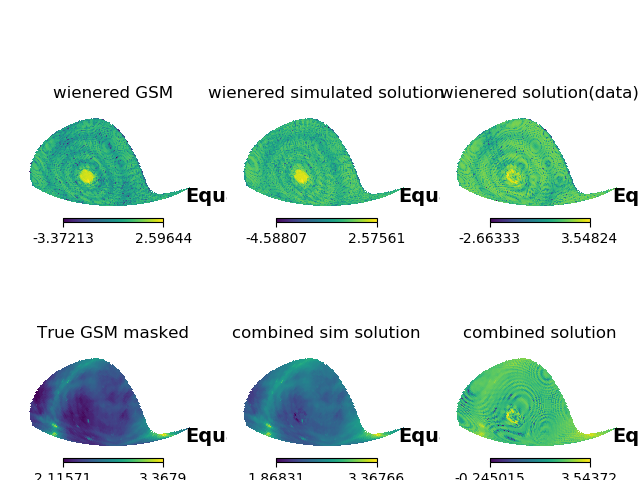 wienered GSM
wienered simulated solution
wienered solution(data)
Equ
Equ
Eq
-3.37213 2.59644
-4.58807 2.57561
-2.66333 3.54824
True GSM masked
combined sim solution
combined solution
Equ
Equ
Eq
2.11571 3.3679
1.86831 3.36766
-0.245015 3.54372